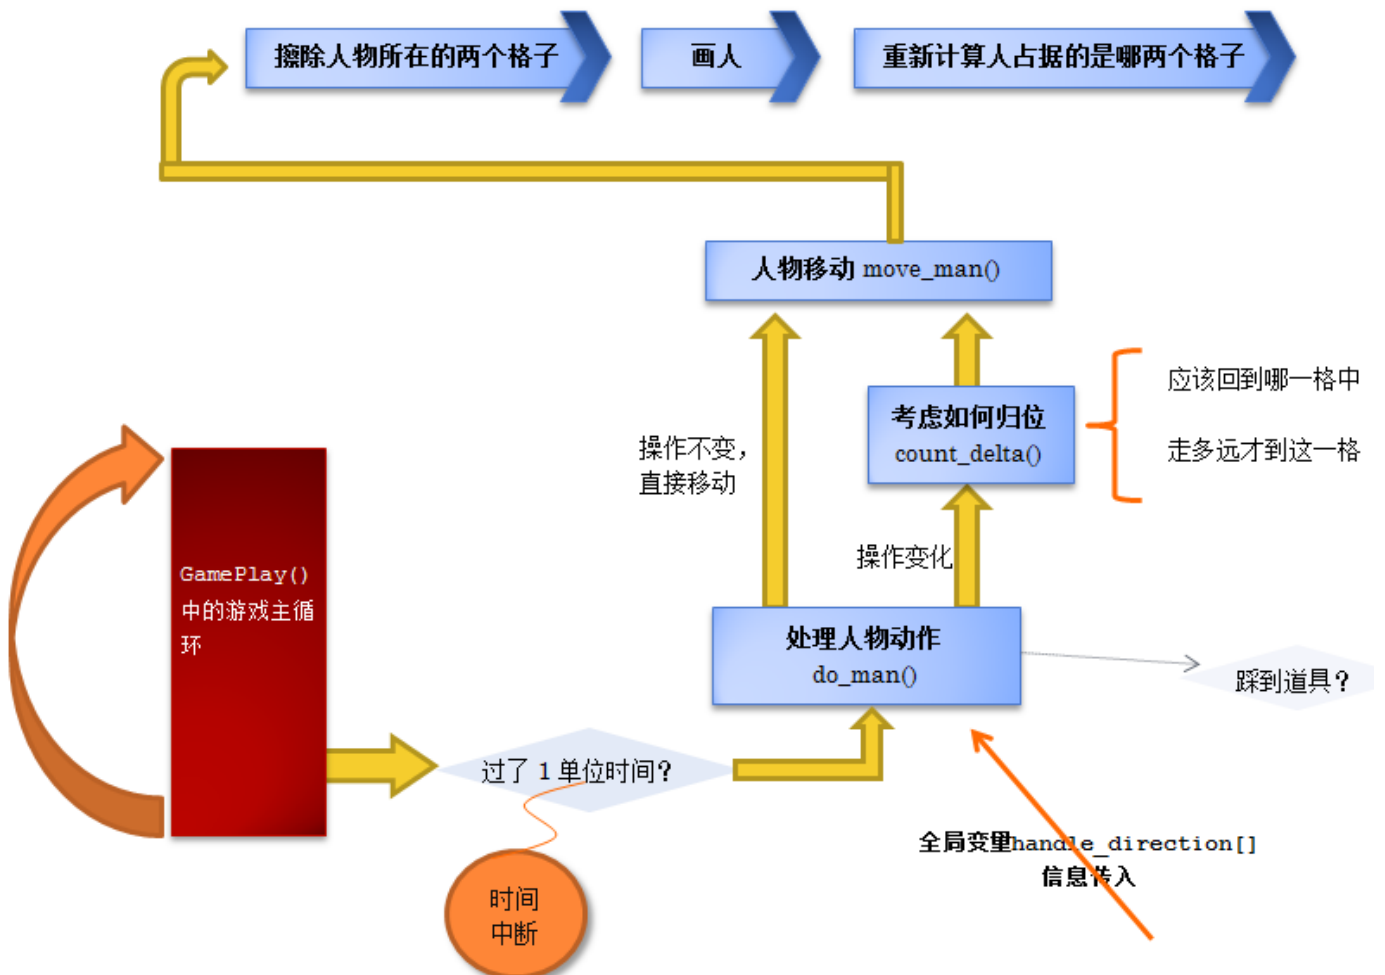 擦除人物所在的两个格子
画人
重新计算人占据的是哪两个格子
人物移动 move_man()
应该回到哪一格中
考虑如何归位
count_delta()
走多远才到这一格
操作不变，
直接移动
操作变化
GamePlay()
中的游戏主循
环
处理人物动作
do_man()
踩到道具？
过了 1 单位时间？
全局变里handle_direction[]
信息传入
时间
中断